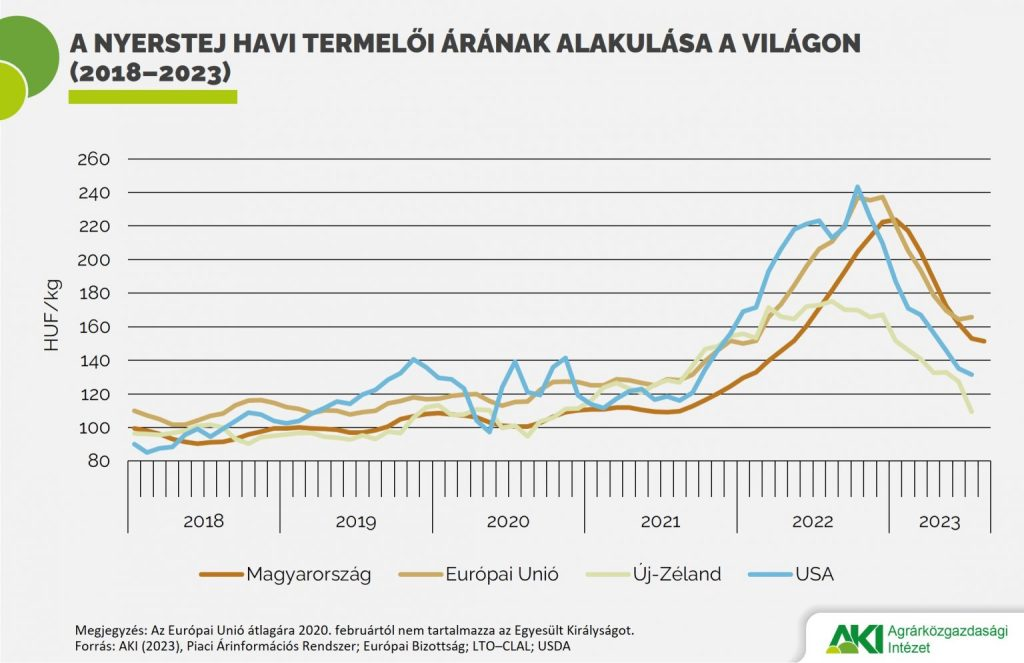 A NYERSTEJ HAVI TERMELŐI ÁRÁNAK ALAKULÁSA A VILÁGON
(2018–2023)
260
240
220
200
180
160
140
120
100
80
HUF/kg
2018 2019 2020 2021 2022 2023
Magyarország Európai Unió Új-Zéland USA
Megjegyzés: Az Európai Unió átlagára 2020. februártól nem tartalmazza az Egyesült Királyságot.
Forrás: AKI (2023), Piaci Árinformációs Rendszer; Európai Bizottság; LTO–CLAL; USDA
AKI Agrárközgazdasági
Intézet